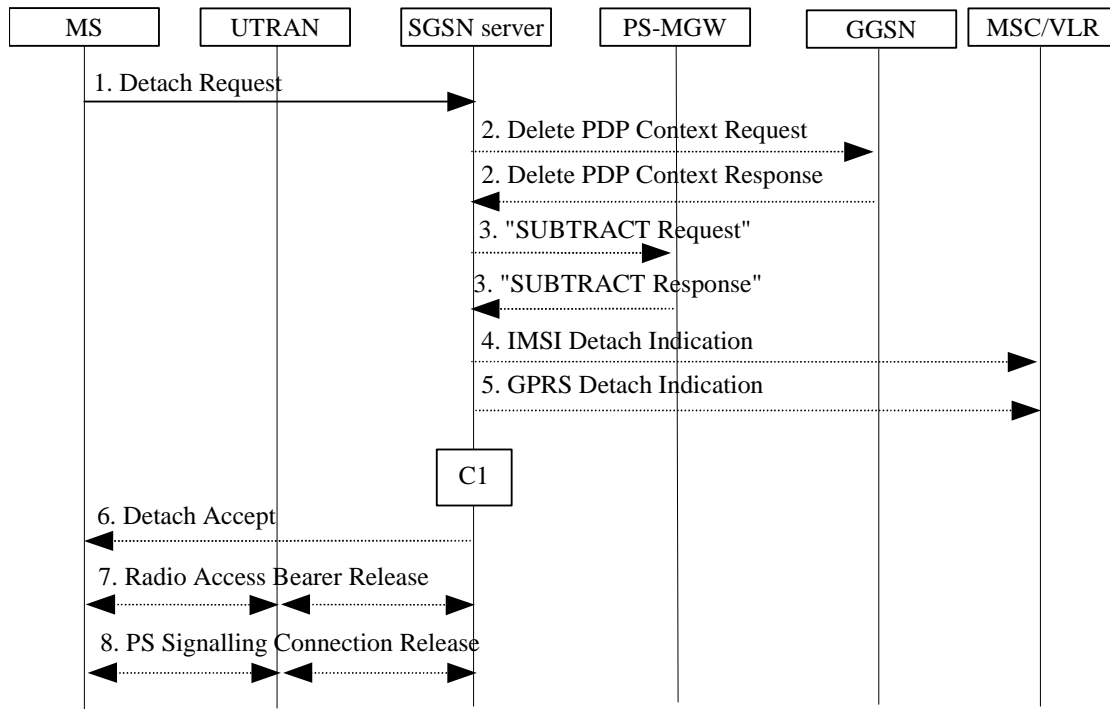 MS
UTRAN
SGSN server
PS-MGW
GGSN
MSC/VLR
1. Detach Request
2. Delete PDP Context Request
2. Delete PDP Context Response
3. "SUBTRACT Request"
3. "SUBTRACT Response"
4. IMSI Detach Indication
5. GPRS Detach Indication
C1
6. Detach Accept
7. Radio Access Bearer Release
8. PS Signalling Connection Release